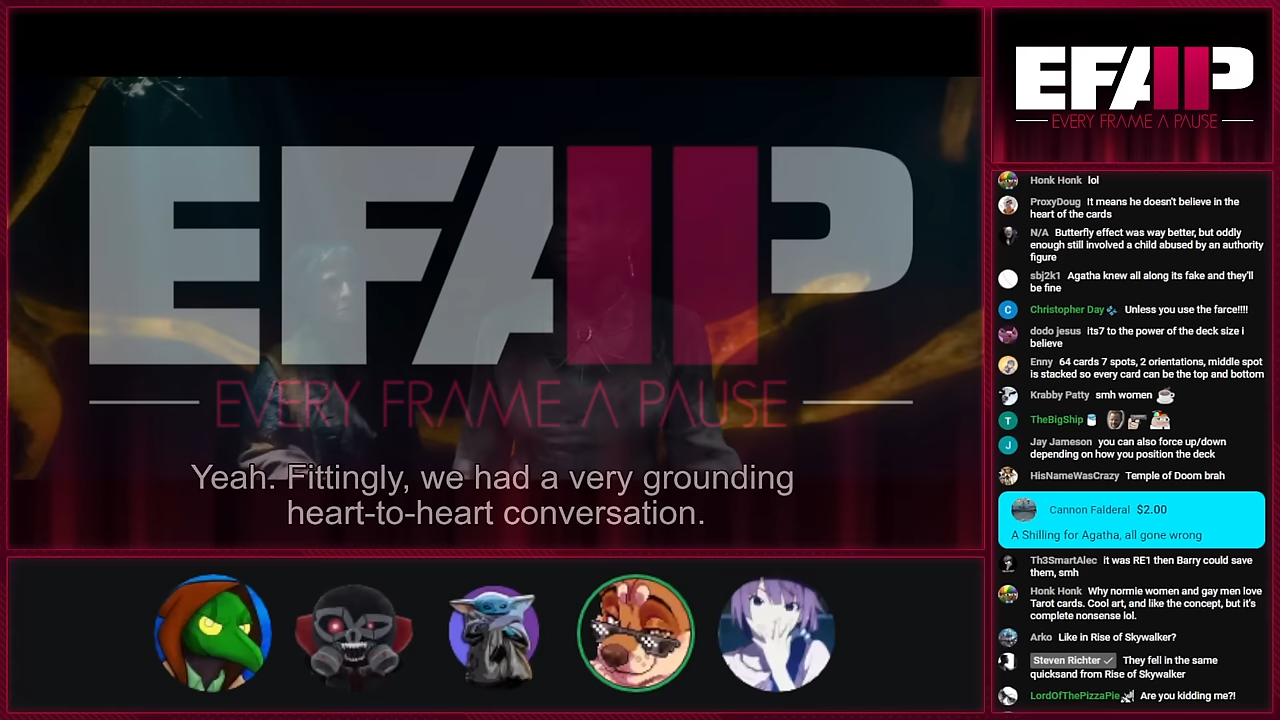 EFAP
EVERY FRAME A PAUSE
Yeah. Fittingly, we had a very grounding
heart-to-heart conversation.
EFAP
EVERY FRAME A PAUSE
Honk Honk lol
ProxyDoug It means he doesn't believe in the
heart of the cards
N/A Butterfly effect was way better, but oddly
enough still involved a child abused by an authority
figure
sbj2k1 Agatha knew all along its fake and they'll
be fine
C Christopher Day Unless you use the farce!!!!
dodo jesus its7 to the power of the deck size i
believe
Enny 64 cards 7 spots, 2 orientations, middle spot
is stacked so every card can be the top and bottom
Krabby Patty smh women
T TheBigShip
J Jay Jameson you can also force up/down
depending on how you position the deck
HisNameWasCrazy Temple of Doom brah
Cannon Falderal $2.00
A Shilling for Agatha, all gone wrong
Th3SmartAlec it was RE1 then Barry could save
them, smh
Honk Honk Why normie women and gay men love
Tarot cards. Cool art, and like the concept, but it's
complete nonsense lol.
Arko Like in Rise of Skywalker?
Steven Richter They fell in the same
quicksand from Rise of Skywalker
LordOfThePizzaPie Are you kidding me?!